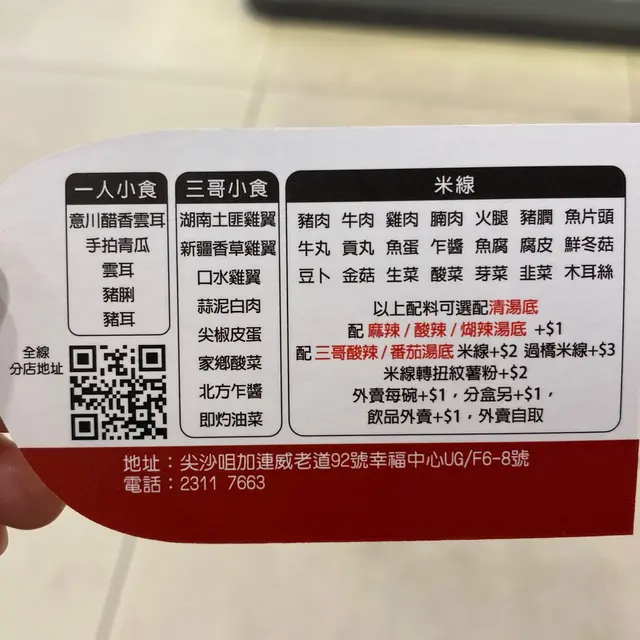 一人小食
意川醋香雲耳
手拍青瓜
雲耳
豬脷
豬耳
全線
分店地址
三哥小食
湖南土匪雞翼
新疆香草雞翼
口水雞翼
蒜泥白肉
尖椒皮蛋
家鄉酸菜
北方乍醬
即灼油菜
米線
豬肉 牛肉 雞肉 腩肉 火腿 豬膶 魚片頭
牛丸 貢丸 魚蛋 乍醬 魚腐 腐皮 鮮冬菇
豆卜 金菇 生菜 酸菜 芽菜 韭菜 木耳絲
以上配料可選配清湯底
配 麻辣/酸辣/煳辣湯底 +$1
配 三哥酸辣/番茄湯底 米線+$2 過橋米線+$3
米線轉扭紋薯粉+$2
外賣每碗+$1，分盒另+$1，
飲品外賣+$1，外賣自取
地址：尖沙咀加連威老道92號幸福中心UG/F6-8號
電話：2311 7663